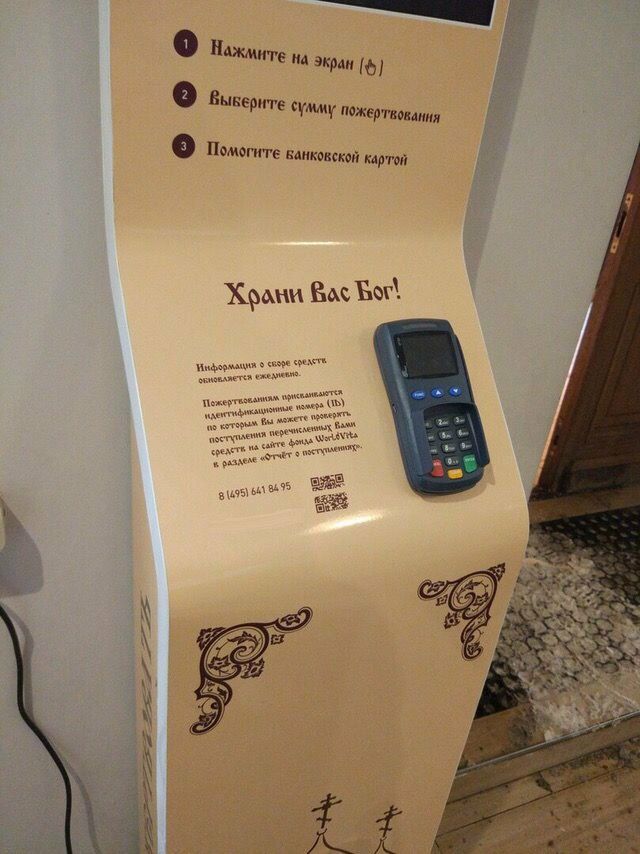 1 Нажмите на экран
2 Выберите сумму пожертвования
3 Помогите банковской картой
Храни Вас Бог!
Информация о сборе средств
обновляется ежедневно.
Пожертвованиям присваиваются
идентификационные номера (ID)
по которым Вы можете проверять
поступления перечисленных Вами
средств на сайте фонда WorldVita
в разделе «Отчёт о поступлениях».
8 (495) 641 84 95